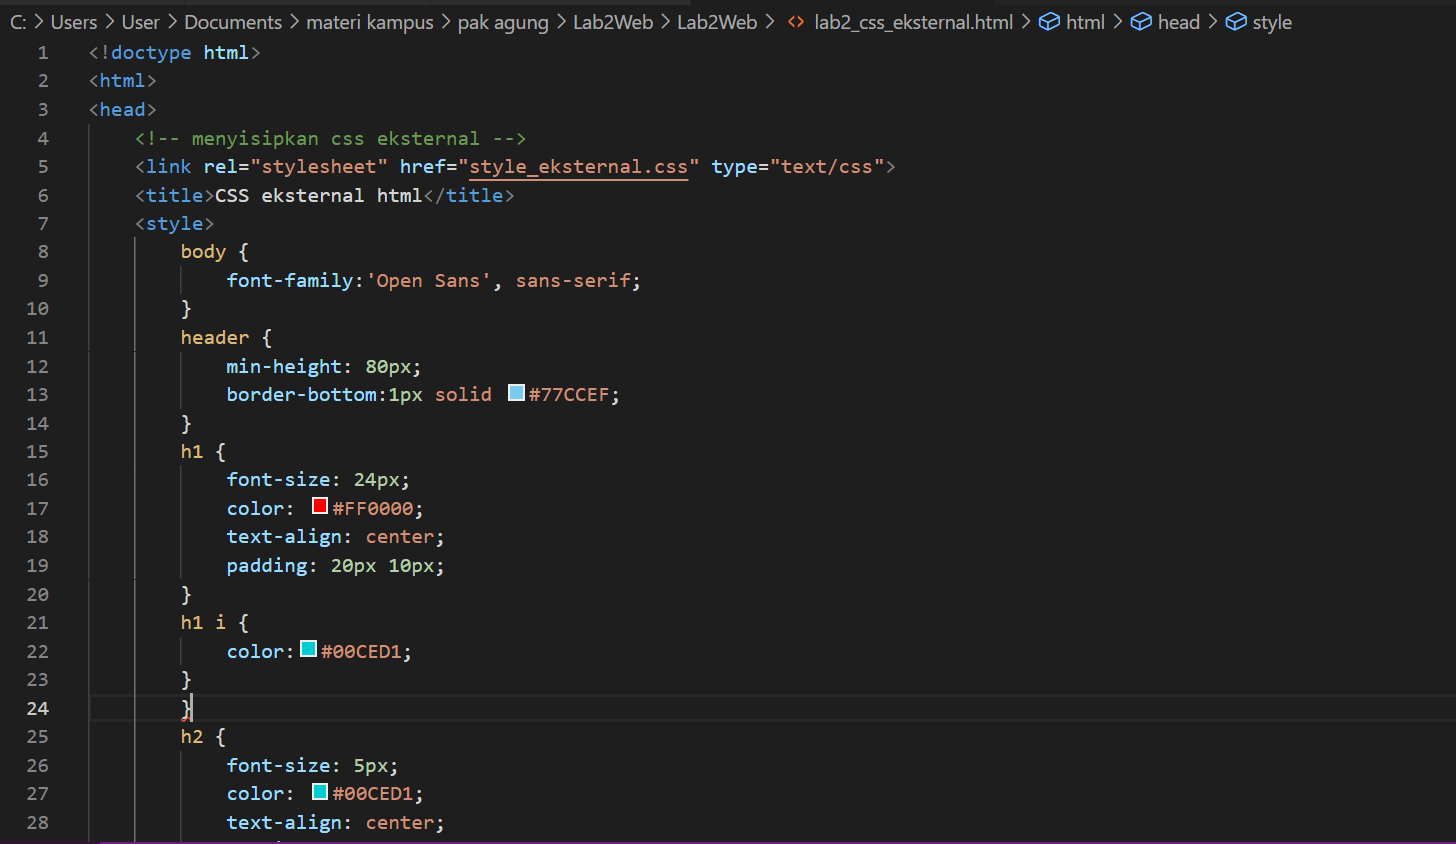 C: > Users > User > Documents > materi kampus > pak agung > Lab2Web > Lab2Web > <> lab2_css_eksternal.html > html > head > style
1 <!doctype html>
2 <html>
3 <head>
4 <!-- menyisipkan css eksternal -->
5 <link rel="stylesheet" href="style_eksternal.css" type="text/css">
6 <title>CSS eksternal html</title>
7 <style>
8 body {
9 font-family:'Open Sans', sans-serif;
10 }
11 header {
12 min-height: 80px;
13 border-bottom:1px solid #77CCEF;
14 }
15 h1 {
16 font-size: 24px;
17 color: #FF0000;
18 text-align: center;
19 padding: 20px 10px;
20 }
21 h1 i {
22 color:#00CED1;
23 }
24 }
25 h2 {
26 font-size: 5px;
27 color: #00CED1;
28 text-align: center;